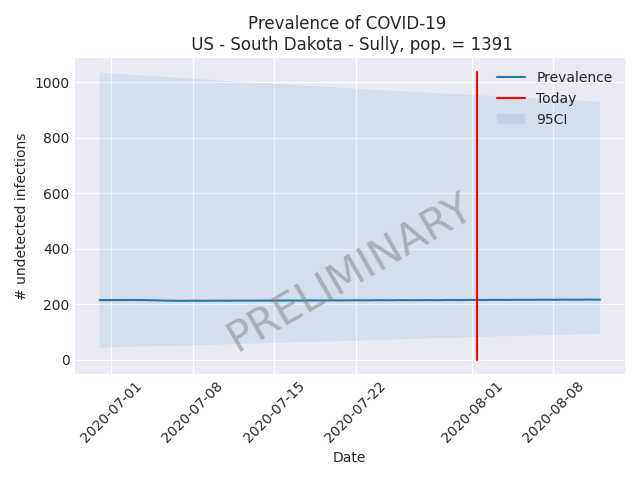 Prevalence of COVID-19
US - South Dakota - Sully, pop. = 1391
# undetected infections
1000
800
600
400
200
0
Prevalence
Today
95CI
PRELIMINARY
2020-07-01
2020-07-08
2020-07-15
2020-07-22
2020-08-01
2020-08-08
Date